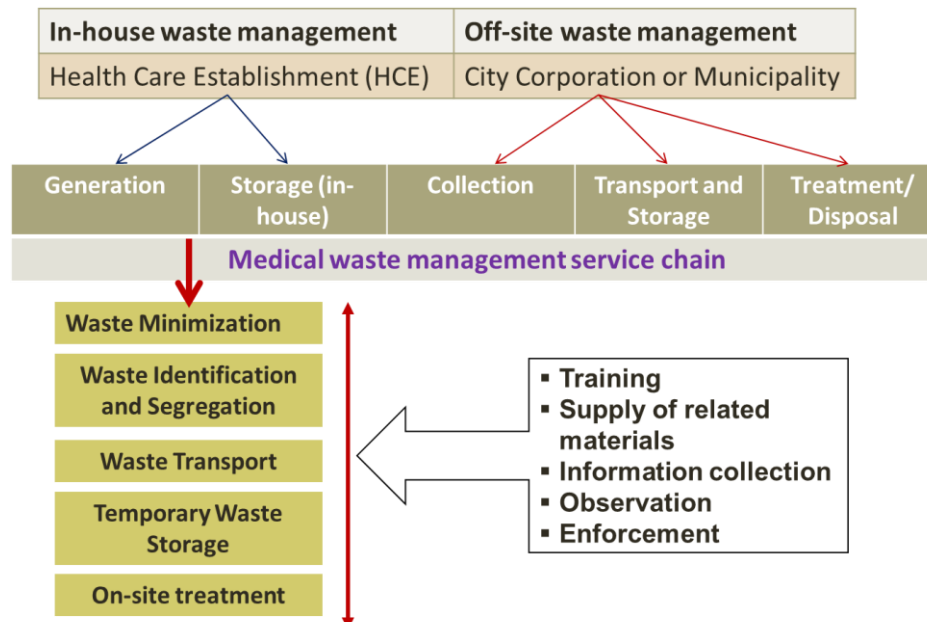 In-house waste management
Off-site waste management
Health Care Establishment (HCE)
City Corporation or Municipality
Generation
Storage (in-
house)
Collection
Transport and
Storage
Treatment/
Disposal
Medical waste management service chain
Waste Minimization
Waste Identification
and Segregation
Waste Transport
Temporary Waste
Storage
On-site treatment
▪ Training
▪ Supply of related
materials
▪ Information collection
▪ Observation
▪ Enforcement